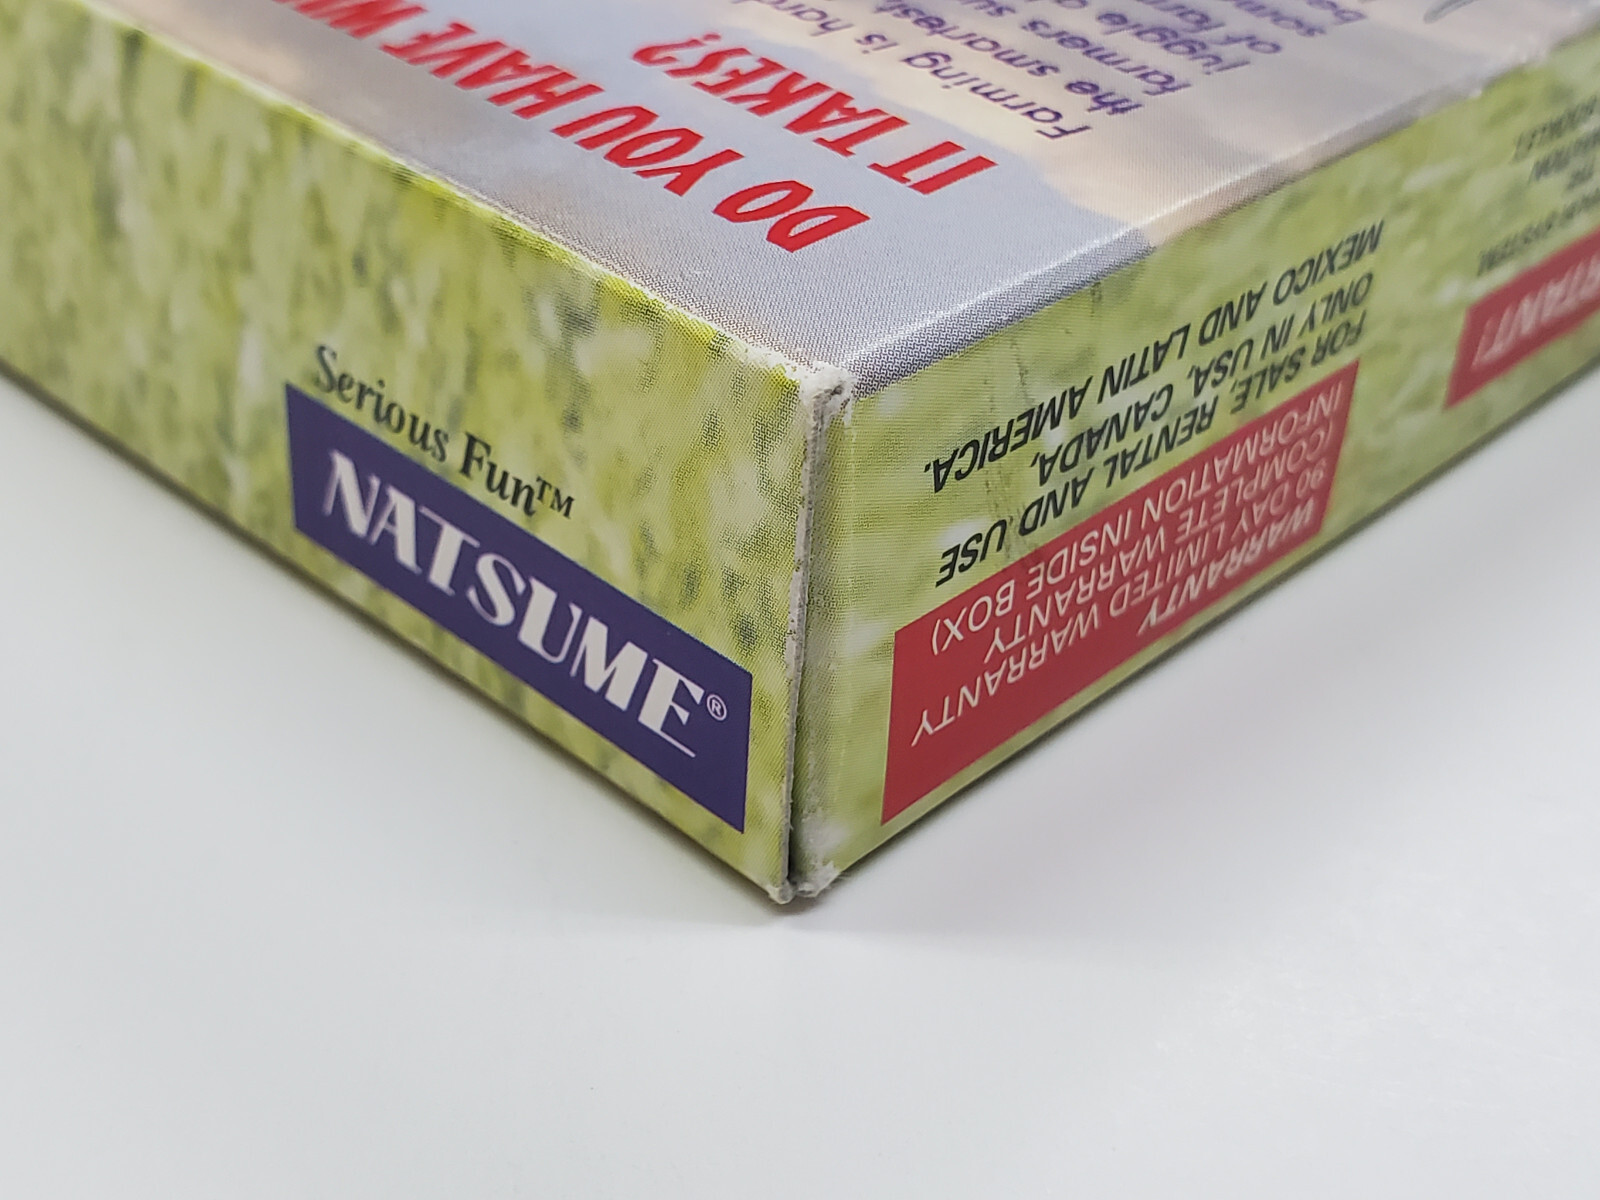 DO YOU HAVE
IT TAKES?
Farming is
the smartest
farmers
juggle
of
Serious Fun™
NATSUME®
WARRANTY WARRANTY
90 DAY LIMITED WARRANTY
(COMPLETE WARRANTY
INFORMATION INSIDE BOX)
FOR SALE, RENTAL AND USE
ONLY IN USA, CANADA,
MEXICO AND LATIN AMERICA.